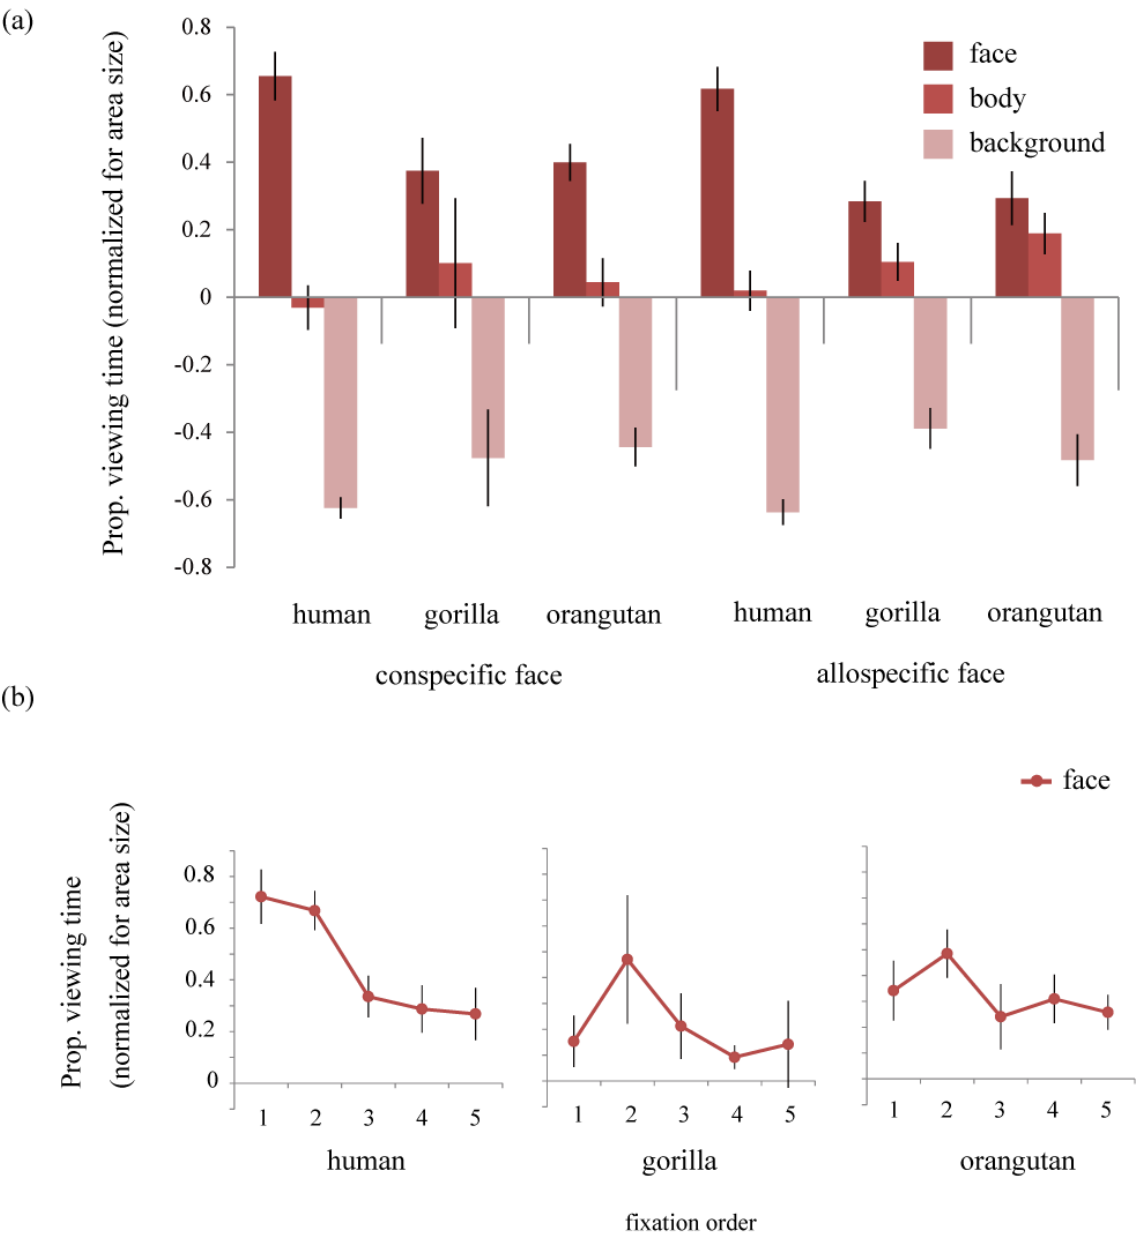 (a)
Prop. viewing time (normalized for area size)
0.8
0.6
0.4
0.2
0
-0.2
-0.4
-0.6
-0.8
face
body
background
human gorilla orangutan human gorilla orangutan
conspecific face allospecific face
(b)
face
Prop. viewing time
(normalized for area size)
0.8
0.6
0.4
0.2
0
1 2 3 4 5
human
1 2 3 4 5
gorilla
1 2 3 4 5
orangutan
fixation order